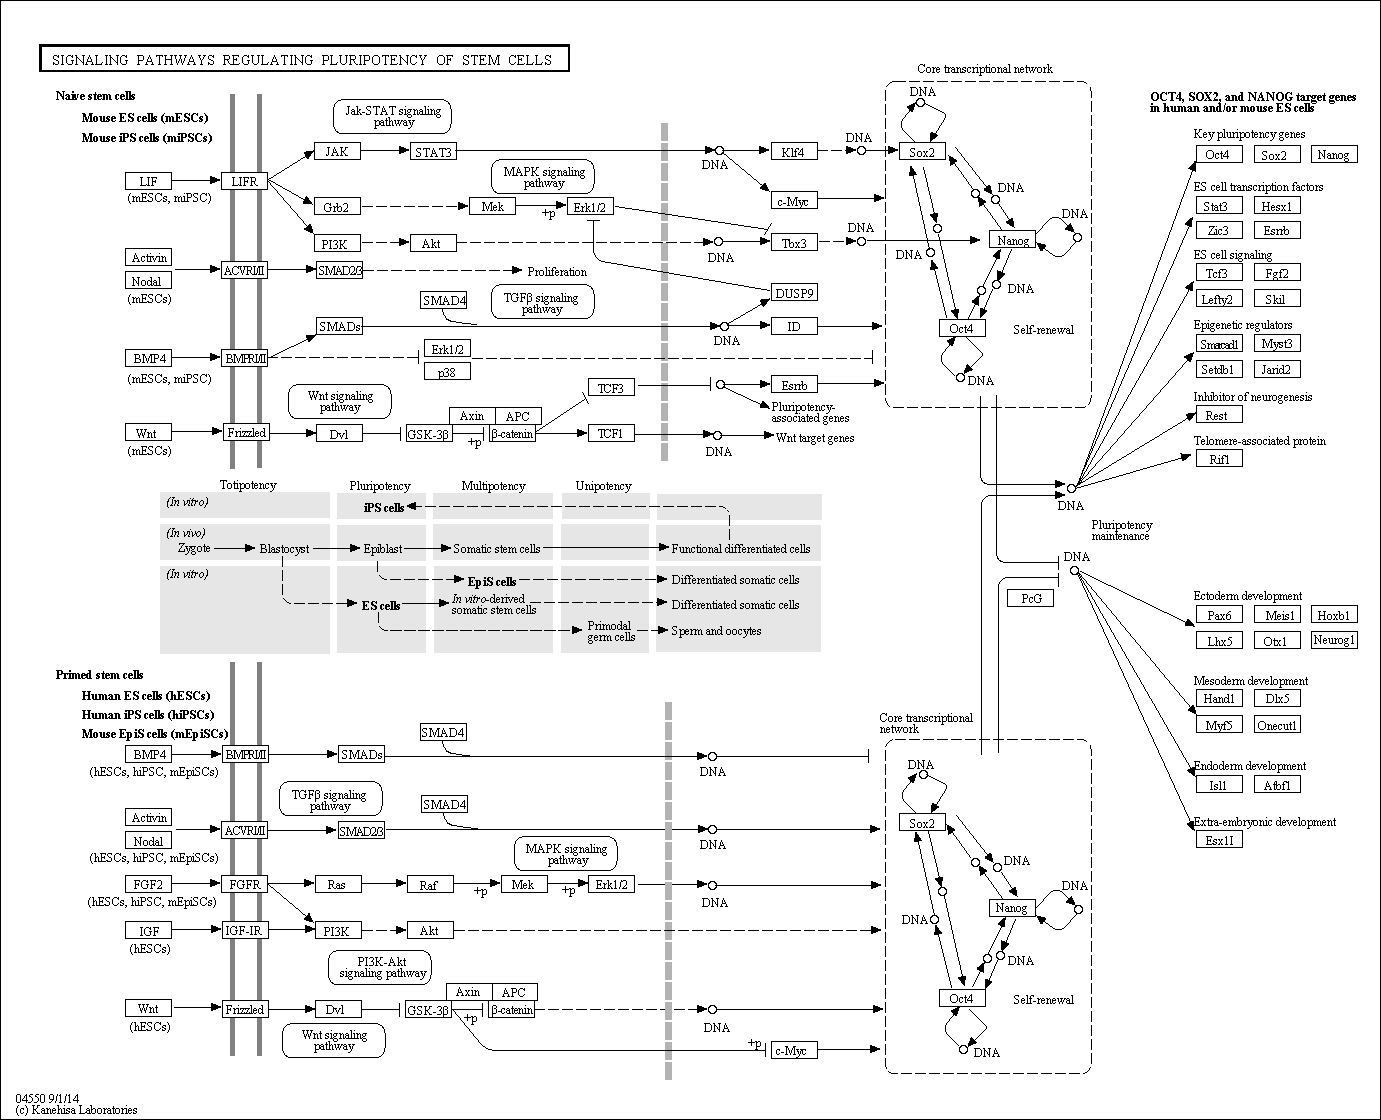 SIGNALING PATHWAYS REGULATING PLURIPOTENCY OF STEM CELLS
Naive stem cells
Mouse ES cells (mESCs)
Mouse iPS cells (miPSCs)
Jak-STAT signaling
pathway
JAK
STAT3
DNA
Klf4
DNA
LIF
(mESCs, miPSC)
LIFR
MAPK signaling
pathway
c-Myc
Grb2
Mek
+p
Erk1/2
PI3K
Akt
DNA
Tbx3
DNA
Activin
Nodal
(mESCs)
ACVRI/II
SMAD2/3
Proliferation
SMAD4
TGFβ signaling
pathway
DUSP9
SMADs
DNA
ID
BMP4
(mESCs, miPSC)
BMPRI/II
Erk1/2
p38
Wnt signaling
pathway
TCF3
DNA
Esrrb
Pluripotency-
associated genes
Axin
APC
Wnt
(mESCs)
Frizzled
Dvl
GSK-3β
+p
β-catenin
TCF1
DNA
Wnt target genes
Core transcriptional network
DNA
Sox2
DNA
DNA
Nanog
DNA
DNA
Oct4
Self-renewal
DNA
OCT4, SOX2, and NANOG target genes
in human and/or mouse ES cells
Key pluripotency genes
Oct4
Sox2
Nanog
ES cell transcription factors
Stat3
Hesx1
Zic3
Esrrb
ES cell signaling
Tcf3
Fgf2
Lefty2
Skil
Epigenetic regulators
Smarcad1
Myst3
Setdb1
Jarid2
Inhibitor of neurogenesis
Rest
Telomere-associated protein
Rif1
DNA
Pluripotency
maintenance
DNA
PcG
Ectoderm development
Pax6
Meis1
Hoxb1
Lhx5
Otx1
Neurog1
Mesoderm development
Hand1
Dlx5
Myf5
Onecut1
Endoderm development
Isl1
Atbf1
Extra-embryonic development
Esx1l
Totipotency
Pluripotency
Multipotency
Unipotency
(In vitro)
iPS cells
(In vivo)
Zygote
Blastocyst
Epiblast
Somatic stem cells
Functional differentiated cells
(In vitro)
EpiS cells
Differentiated somatic cells
ES cells
In vitro-derived
somatic stem cells
Differentiated somatic cells
Primodal
germ cells
Sperm and oocytes
Primed stem cells
Human ES cells (hESCs)
Human iPS cells (hiPSCs)
Mouse EpiS cells (mEpiSCs)
BMP4
(hESCs, hiPSC, mEpiSCs)
BMPRI/II
SMADs
SMAD4
DNA
TGFβ signaling
pathway
Activin
Nodal
(hESCs, hiPSC, mEpiSCs)
ACVRI/II
SMAD2/3
SMAD4
DNA
MAPK signaling
pathway
FGF2
(hESCs, hiPSC, mEpiSCs)
FGFR
Ras
Raf
+p
Mek
+p
Erk1/2
DNA
IGF
(hESCs)
IGF-IR
PI3K
Akt
PI3K-Akt
signaling pathway
Axin
APC
Wnt
(hESCs)
Frizzled
Dvl
GSK-3β
+p
β-catenin
DNA
Wnt signaling
pathway
+p
c-Myc
Core transcriptional
network
DNA
Sox2
DNA
DNA
Nanog
DNA
DNA
Oct4
Self-renewal
DNA
04550 9/1/14
(c) Kanehisa Laboratories